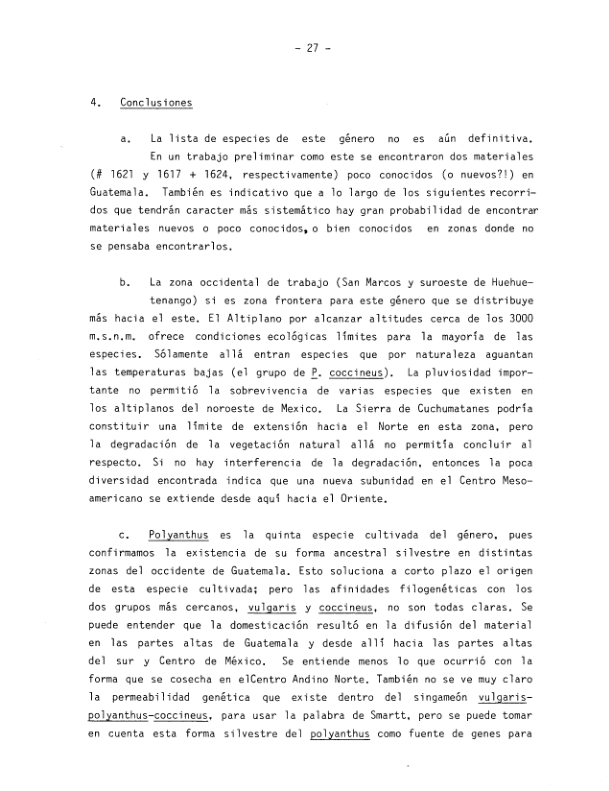 - 27 -
4. Conclusiones
a. La lista de especies de este género no es aún definitiva.
En un trabajo preliminar como este se encontraron dos materiales
(# 1621 y 1617 + 1624, respectivamente) poco conocidos (o nuevos?!) en
Guatemala. También es indicativo que a lo largo de los siguientes recorri-
dos que tendrán caracter más sistemático hay gran probabilidad de encontrar
materiales nuevos o poco conocidos, o bien conocidos en zonas donde no
se pensaba encontrarlos.
b. La zona occidental de trabajo (San Marcos y suroeste de Huehue-
tenango) si es zona frontera para este género que se distribuye
más hacia el este. El Altiplano por alcanzar altitudes cerca de los 3000
m.s.n.m. ofrece condiciones ecológicas límites para la mayoría de las
especies. Sólamente allá entran especies que por naturaleza aguantan
las temperaturas bajas (el grupo de P. coccineus). La pluviosidad impor-
tante no permitió la sobrevivencia de varias especies que existen en
los altiplanos del noroeste de Mexico. La Sierra de Cuchumatanes podría
constituir una límite de extensión hacia el Norte en esta zona, pero
la degradación de la vegetación natural allá no permitía concluir al
respecto. Si no hay interferencia de la degradación, entonces la poca
diversidad encontrada indica que una nueva subunidad en el Centro Meso-
americano se extiende desde aquí hacia el Oriente.
c. Polyanthus es la quinta especie cultivada del género, pues
confirmamos la existencia de su forma ancestral silvestre en distintas
zonas del occidente de Guatemala. Esto soluciona a corto plazo el origen
de esta especie cultivada; pero las afinidades filogenéticas con los
dos grupos más cercanos, vulgaris y coccineus, no son todas claras. Se
puede entender que la domesticación resultó en la difusión del material
en las partes altas de Guatemala y desde allí hacia las partes altas
del sur y Centro de México. Se entiende menos lo que ocurrió con la
forma que se cosecha en elCentro Andino Norte. También no se ve muy claro
la permeabilidad genética que existe dentro del singameón vulgaris-
polyanthus-coccineus, para usar la palabra de Smartt, pero se puede tomar
en cuenta esta forma silvestre del polyanthus como fuente de genes para